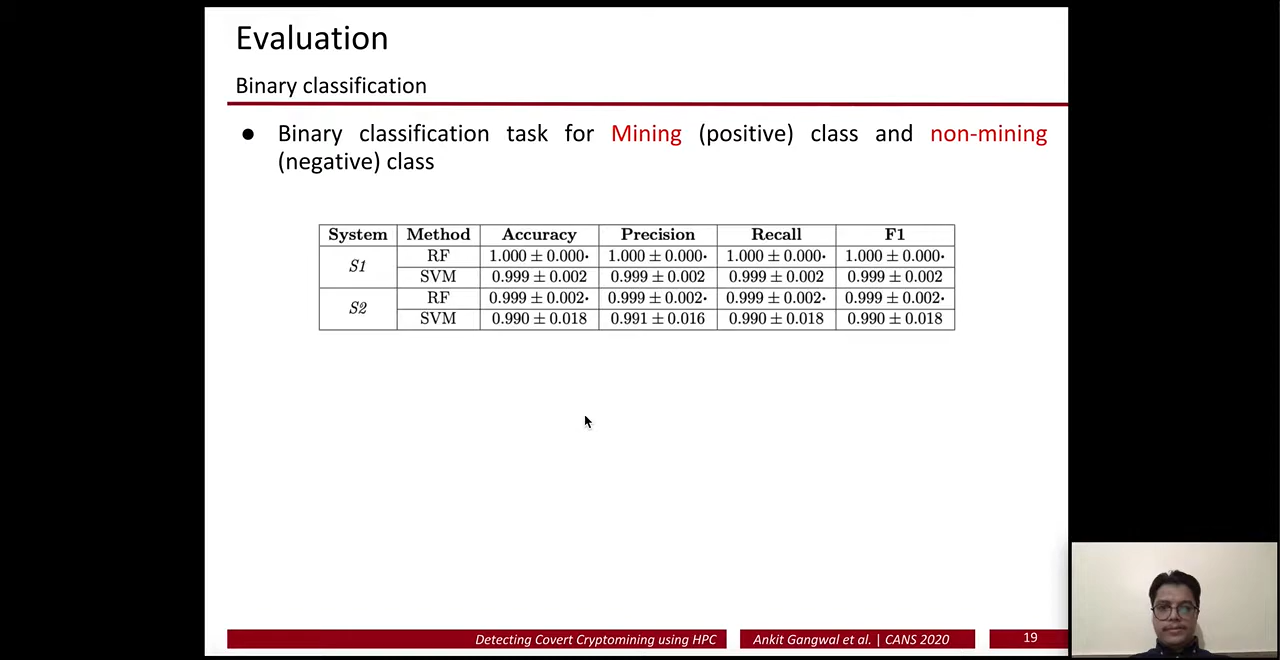 Evaluation
Binary classification
● Binary classification task for Mining (positive) class and non-mining
(negative) class
System Method Accuracy Precision Recall F1
S1 RF 1.000 ± 0.000· 1.000 ± 0.000· 1.000 ± 0.000· 1.000 ± 0.000·
SVM 0.999 ± 0.002 0.999 ± 0.002 0.999 ± 0.002 0.999 ± 0.002
S2 RF 0.999 ± 0.002· 0.999 ± 0.002· 0.999 ± 0.002· 0.999 ± 0.002·
SVM 0.990 ± 0.018 0.991 ± 0.016 0.990 ± 0.018 0.990 ± 0.018
Detecting Covert Cryptomining using HPC Ankit Gangwal et al. | CANS 2020 19